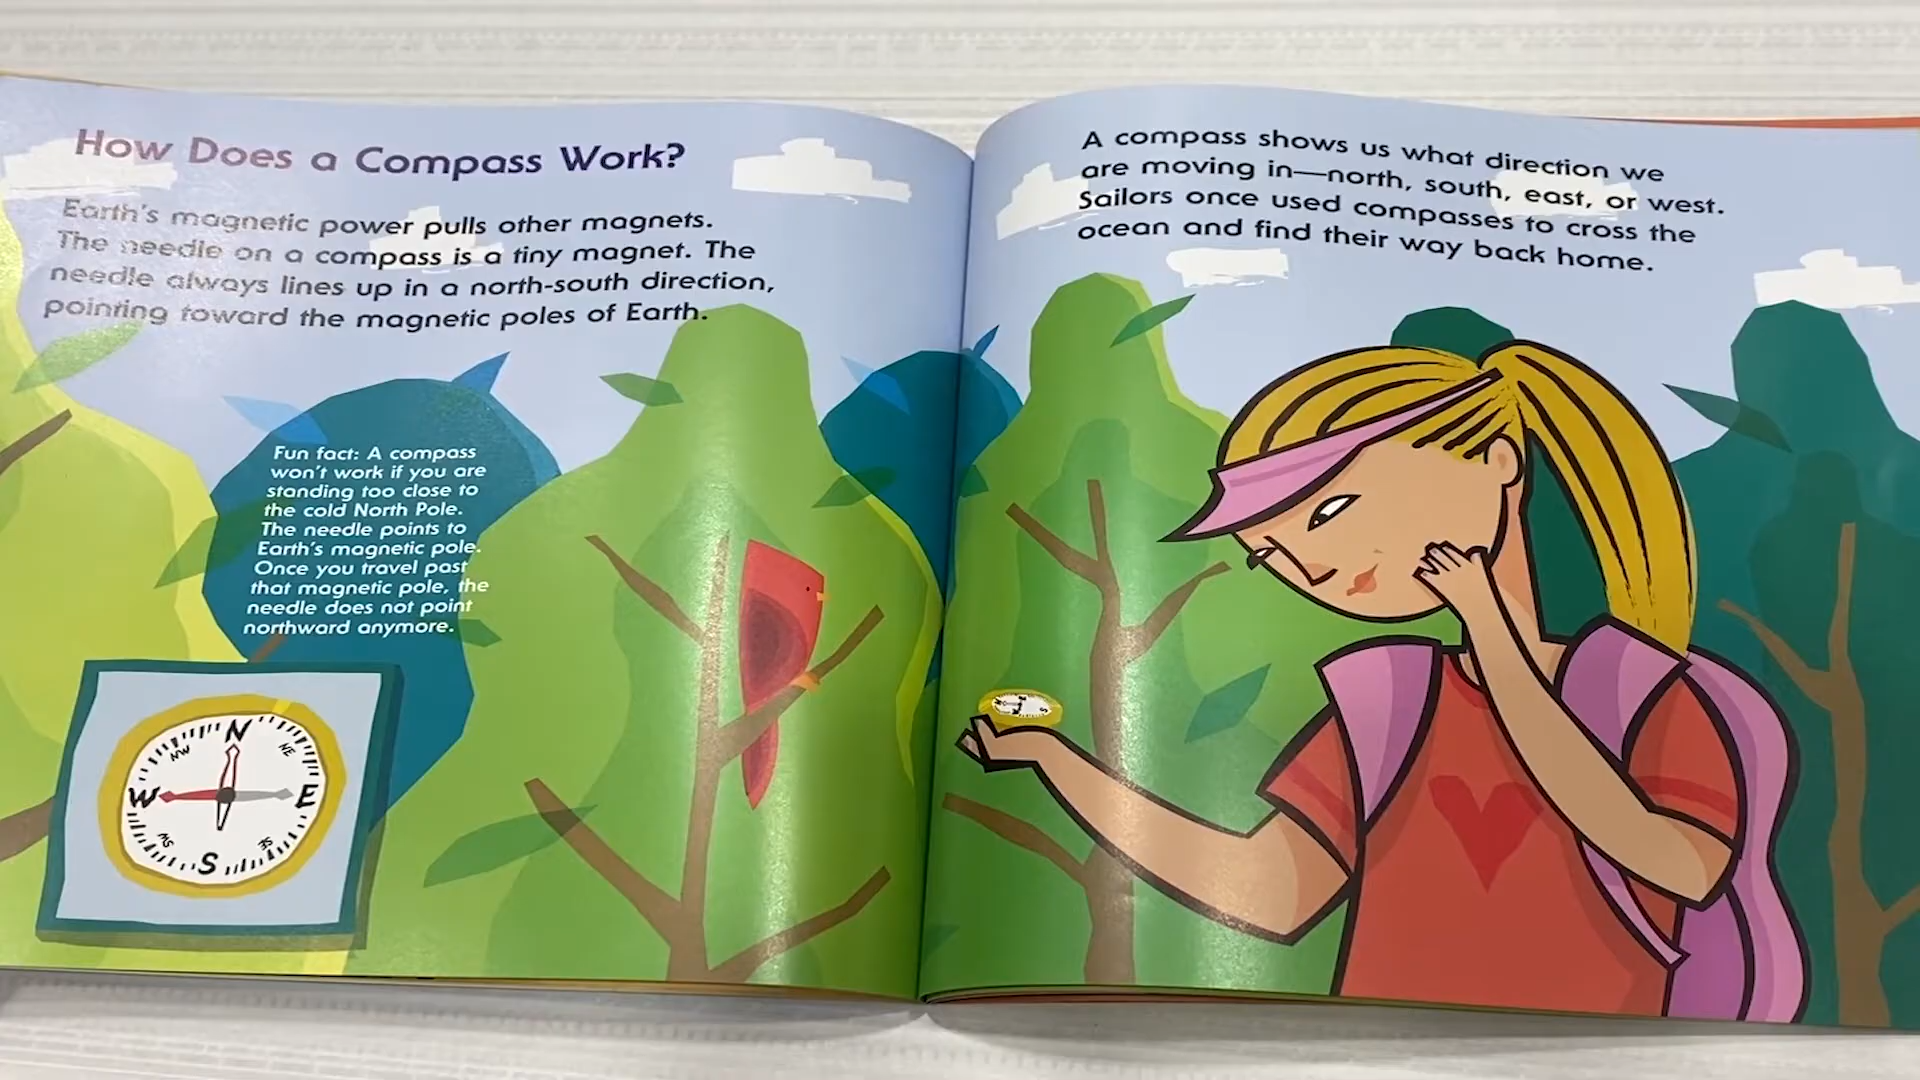 How Does a Compass Work?
Earth's magnetic power pulls other magnets.
The needle on a compass is a tiny magnet. The
needle always lines up in a north-south direction,
pointing toward the magnetic poles of Earth.
Fun fact: A compass
won't work if you are
standing too close to
the cold North Pole.
The needle points to
Earth's magnetic pole.
Once you travel past
that magnetic pole, the
needle does not point
northward anymore.
N
NW NE
W E
SW SE
S
A compass shows us what direction we
are moving in—north, south, east, or west.
Sailors once used compasses to cross the
ocean and find their way back home.